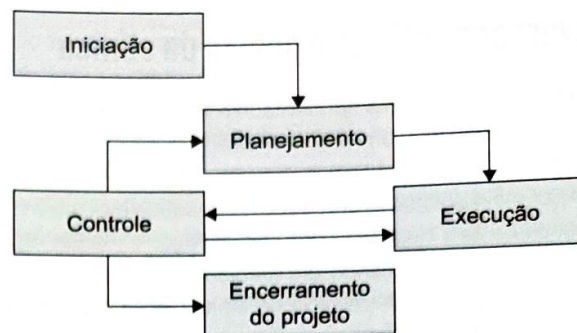 Iniciação
Planejamento
Controle
Execução
Encerramento
do projeto